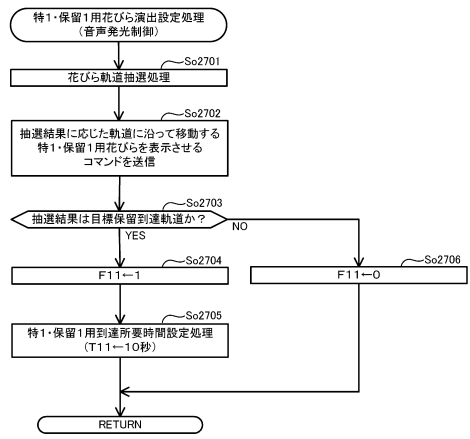 特1・保留1用花びら演出設定処理
（音声発光制御）
So2701
花びら軌道抽選処理
So2702
抽選結果に応じた軌道に沿って移動する
特1・保留1用花びらを表示させる
コマンドを送信
So2703
抽選結果は目標保留到達軌道か？
NO
YES
So2704
F11←1
So2706
F11←0
So2705
特1・保留1用到達所要時間設定処理
（T11←10秒）
RETURN